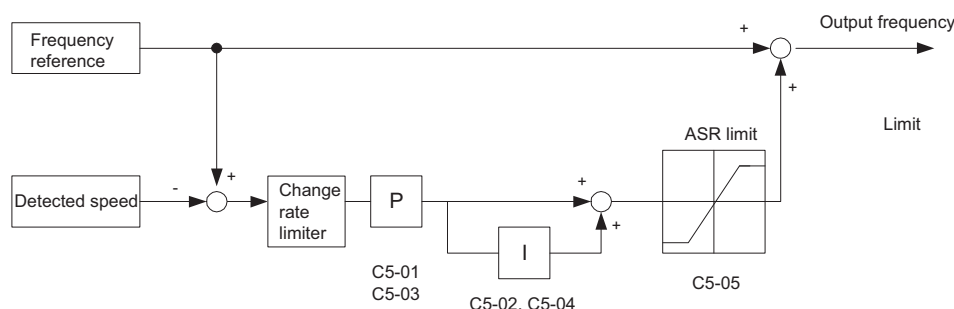 Frequency
reference
+
Output frequency
+
Limit
ASR limit
Detected speed
-
+
Change
rate
limiter
P
+
+
I
C5-01
C5-03
C5-02, C5-04
C5-05